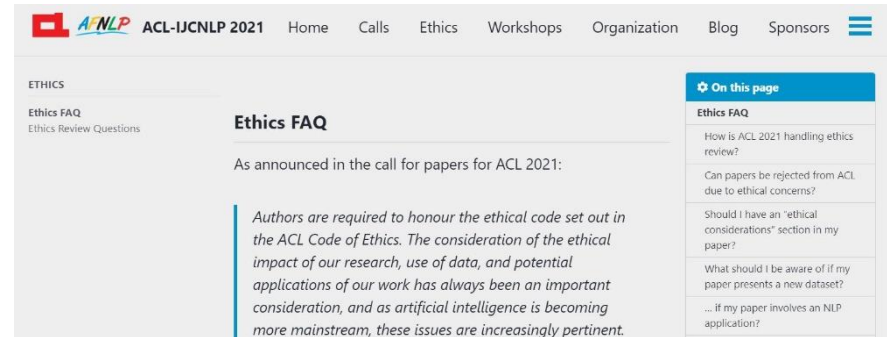 AFNLP ACL-IJCNLP 2021 Home Calls Ethics Workshops Organization Blog Sponsors
ETHICS
Ethics FAQ
Ethics Review Questions
Ethics FAQ
As announced in the call for papers for ACL 2021:
Authors are required to honour the ethical code set out in
the ACL Code of Ethics. The consideration of the ethical
impact of our research, use of data, and potential
applications of our work has always been an important
consideration, and as artificial intelligence is becoming
more mainstream, these issues are increasingly pertinent.
On this page
Ethics FAQ
How is ACL 2021 handling ethics
review?
Can papers be rejected from ACL
due to ethical concerns?
Should I have an "ethical
considerations" section in my
paper?
What should I be aware of if my
paper presents a new dataset?
... if my paper involves an NLP
application?